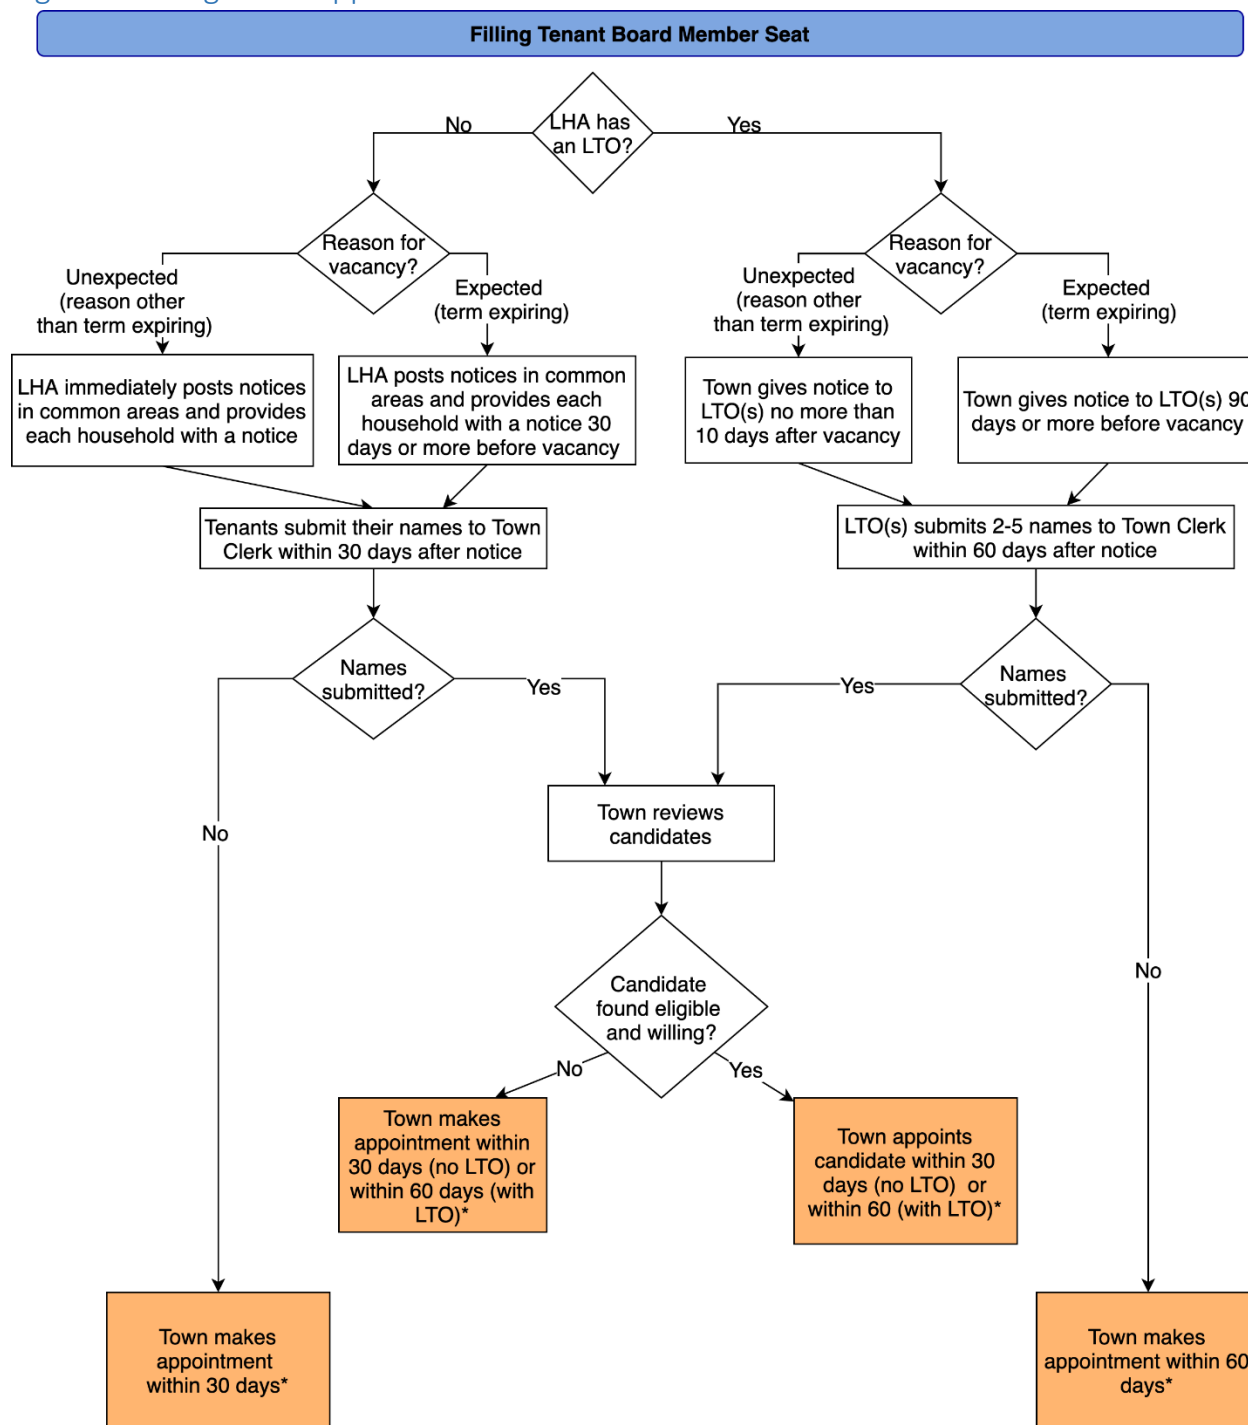 Filling Tenant Board Member Seat
LHA has
an LTO?
No
Yes
Reason for
vacancy?
Reason for
vacancy?
Unexpected
(reason other
than term expiring)
Expected
(term expiring)
Unexpected
(reason other
than term expiring)
Expected
(term expiring)
LHA immediately posts notices
in common areas and provides
each household with a notice
LHA posts notices in common
areas and provides each
household with a notice 30
days or more before vacancy
Town gives notice to
LTO(s) no more than
10 days after vacancy
Town gives notice to LTO(s) 90
days or more before vacancy
Tenants submit their names to Town
Clerk within 30 days after notice
LTO(s) submits 2-5 names to Town Clerk
within 60 days after notice
Names
submitted?
Yes
Yes
Names
submitted?
No
Town reviews
candidates
No
Candidate
found eligible
and willing?
No
Yes
Town makes
appointment within
30 days (no LTO) or
within 60 days (with
LTO)*
Town appoints
candidate within 30
days (no LTO) or
within 60 (with LTO)*
Town makes
appointment
within 30 days*
Town makes
appointment within 60
days*